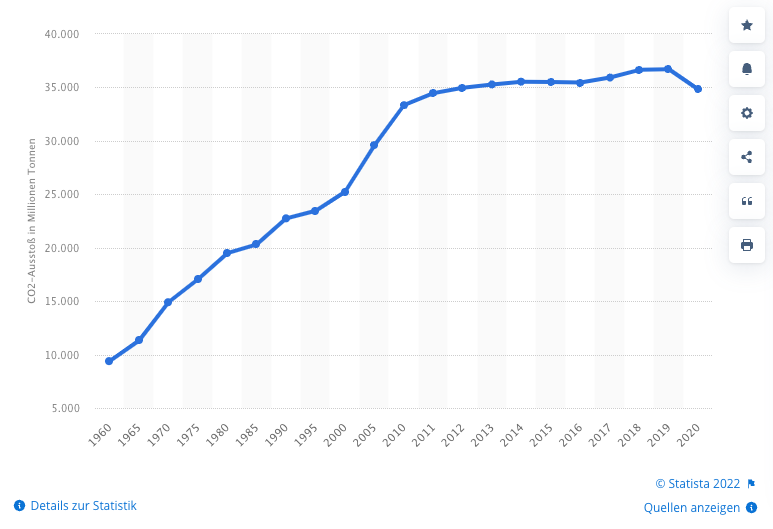 40.000
35.000
30.000
25.000
20.000
15.000
10.000
5.000
CO2-Ausstoß in Millionen Tonnen
1960 1965 1970 1975 1980 1985 1990 1995 2000 2005 2010 2011 2012 2013 2014 2015 2016 2017 2018 2019 2020
© Statista 2022
Details zur Statistik
Quellen anzeigen